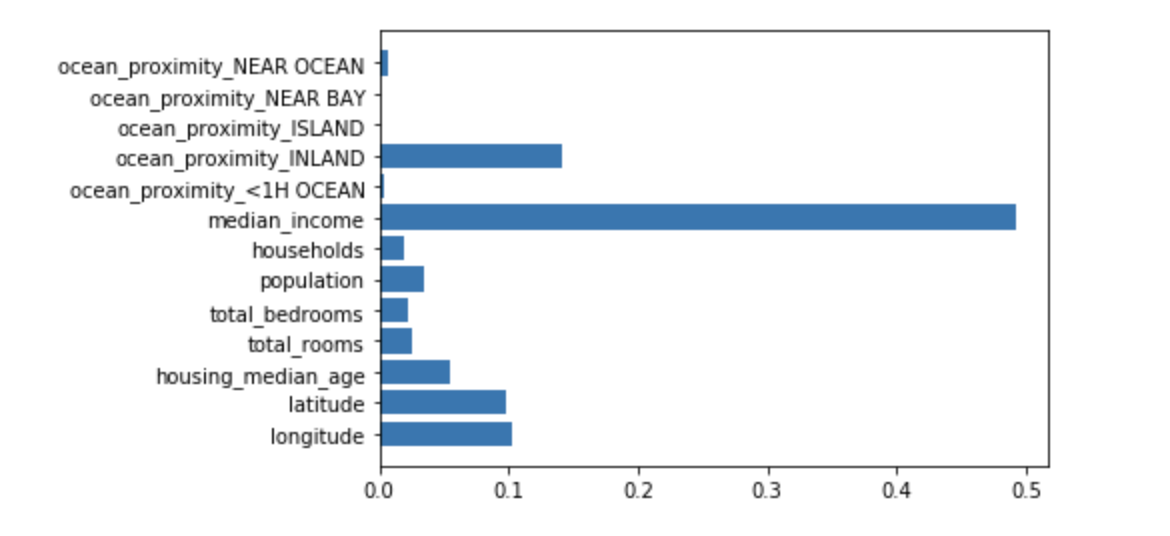 ocean_proximity_NEAR OCEAN
ocean_proximity_NEAR BAY
ocean_proximity_ISLAND
ocean_proximity_INLAND
ocean_proximity_<1H OCEAN
median_income
households
population
total_bedrooms
total_rooms
housing_median_age
latitude
longitude
0.0 0.1 0.2 0.3 0.4 0.5